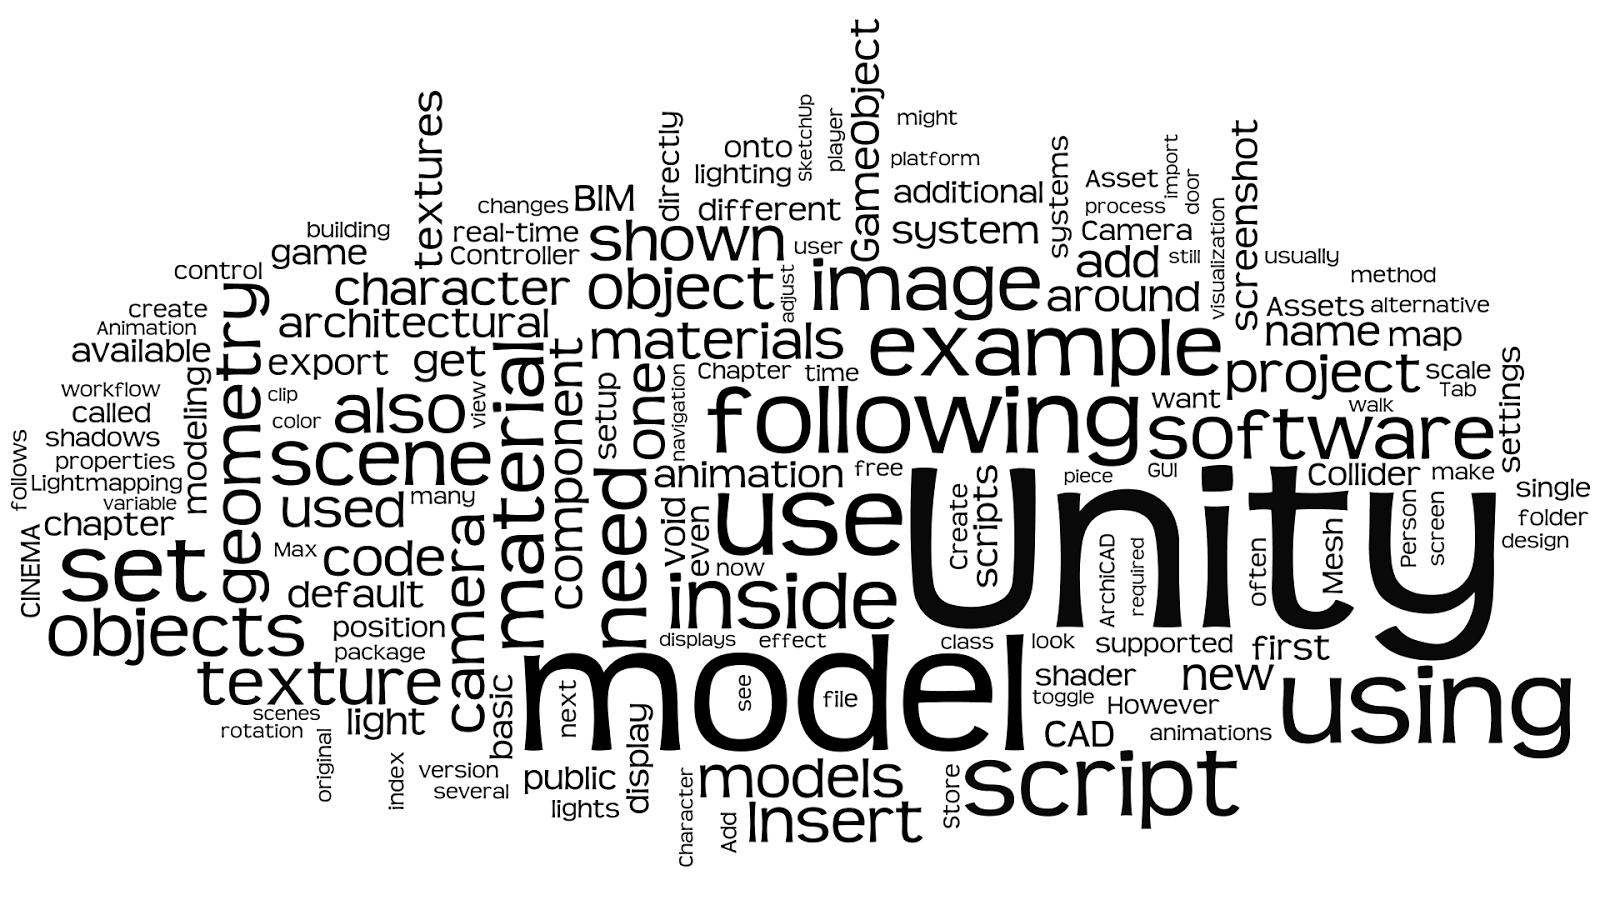 GameObject
textures
directly
onto
SketchUp
player
might
lighting
platform
systems
import
screenshot
Asset
door
changes
BIM
different
additional
process
building
real-time
shown
user
system
Camera
visualization
game
Controller
add
still
usually
control
character
object
adjust
image
around
method
create
geometry
architectural
Assets
alternative
Animation
materials
example
name
map
available
export
get
material
component
Chapter
time
project
scale
settings
workflow
modeling
clip
view
setup
one
navigation
following
want
walk
Tab
called
color
also
software
shadows
scene
follows
properties
animation
free
piece
GUI
Collider
make
Lightmapping
used
many
need
use
Unity
single
variable
void
even
Create
scripts
Person
screen
chapter
folder
CINEMA
Max
code
camera
now
ArchiCAD
required
often
Mesh
design
set
default
inside
objects
position
displays
effect
class
look
supported
first
package
model
texture
basic
next
see
file
shader
new
using
scenes
light
toggle
However
rotation
display
CAD
animations
original
index
version
public
models
Store
script
several
lights
Character
Add
Insert